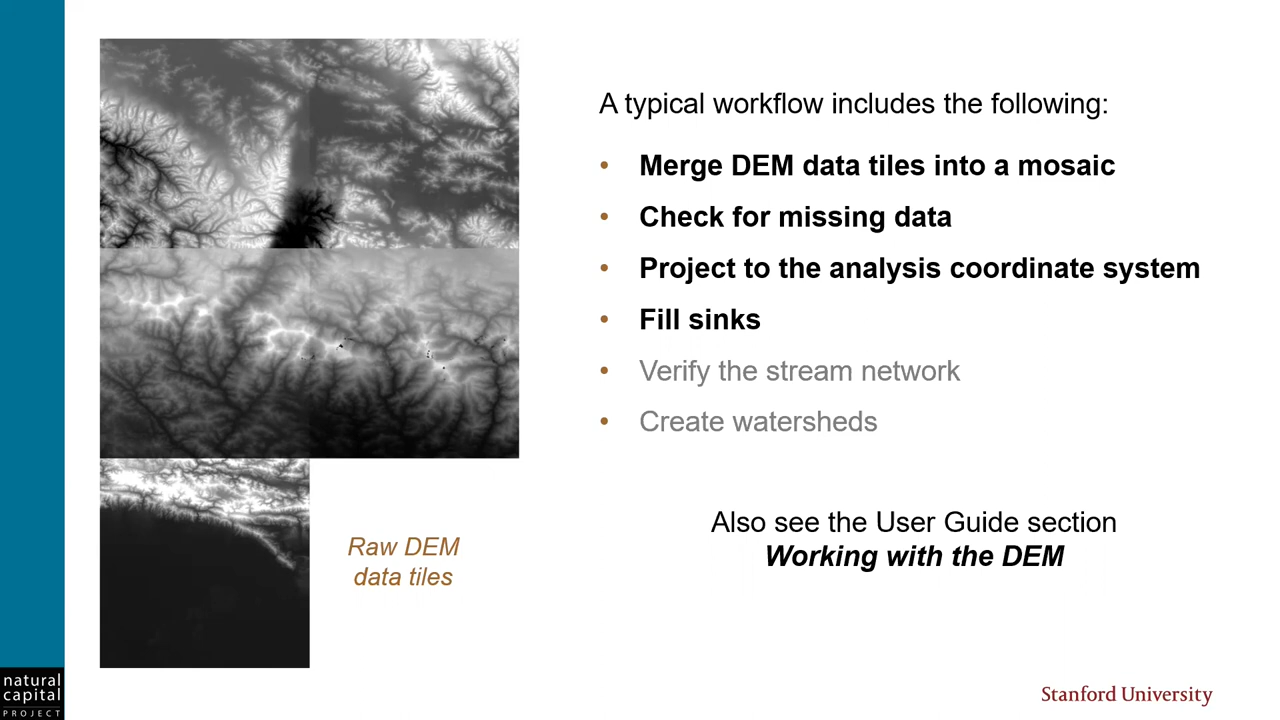 A typical workflow includes the following:
• Merge DEM data tiles into a mosaic
• Check for missing data
• Project to the analysis coordinate system
• Fill sinks
• Verify the stream network
• Create watersheds
Also see the User Guide section
Working with the DEM
Raw DEM
data tiles
natural
capital
PROJECT
Stanford University